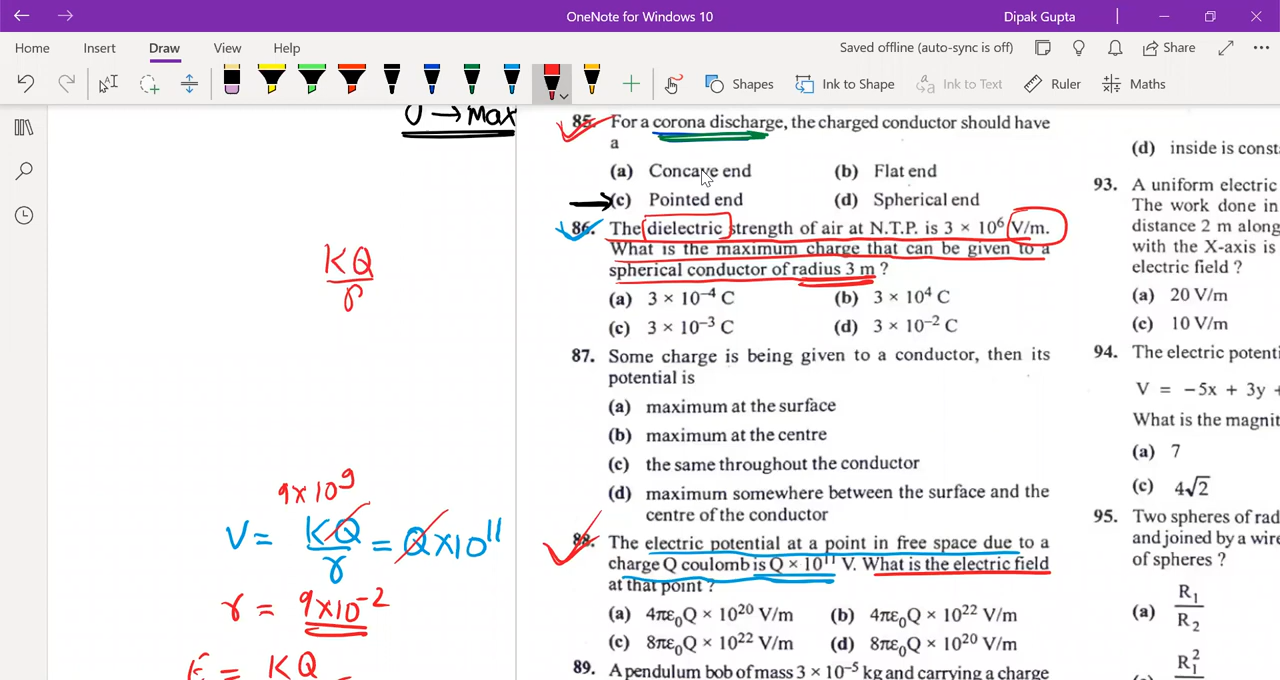 OneNote for Windows 10
Dipak Gupta
Home Insert Draw View Help
Saved offline (auto-sync is off)
Share
Shapes
Ink to Shape
Ink to Text
Ruler
Maths
U → Max
KQ
r
9×10⁹
V = KQ/r = Q×10¹¹
r = 9×10⁻²
E = KQ
85. For a corona discharge, the charged conductor should have
a
(a) Concave end (b) Flat end
(c) Pointed end (d) Spherical end
86. The dielectric strength of air at N.T.P. is 3 × 10⁶ V/m.
What is the maximum charge that can be given to a
spherical conductor of radius 3 m ?
(a) 3 × 10⁻⁴ C (b) 3 × 10⁴ C
(c) 3 × 10⁻³ C (d) 3 × 10⁻² C
87. Some charge is being given to a conductor, then its
potential is
(a) maximum at the surface
(b) maximum at the centre
(c) the same throughout the conductor
(d) maximum somewhere between the surface and the
centre of the conductor
88. The electric potential at a point in free space due to a
charge Q coulomb is Q × 10¹¹ V. What is the electric field
at that point ?
(a) 4πε₀Q × 10²⁰ V/m (b) 4πε₀Q × 10²² V/m
(c) 8πε₀Q × 10²² V/m (d) 8πε₀Q × 10²⁰ V/m
89. A pendulum bob of mass 3 × 10⁻⁵ kg and carrying a charge
(d) inside is const
93. A uniform electric
The work done in
distance 2 m along
with the X-axis is
electric field ?
(a) 20 V/m
(c) 10 V/m
94. The electric potenti
V = −5x + 3y +
What is the magnit
(a) 7
(c) 4√2
95. Two spheres of rad
and joined by a wire
of spheres ?
(a) R₁/R₂
R₁²